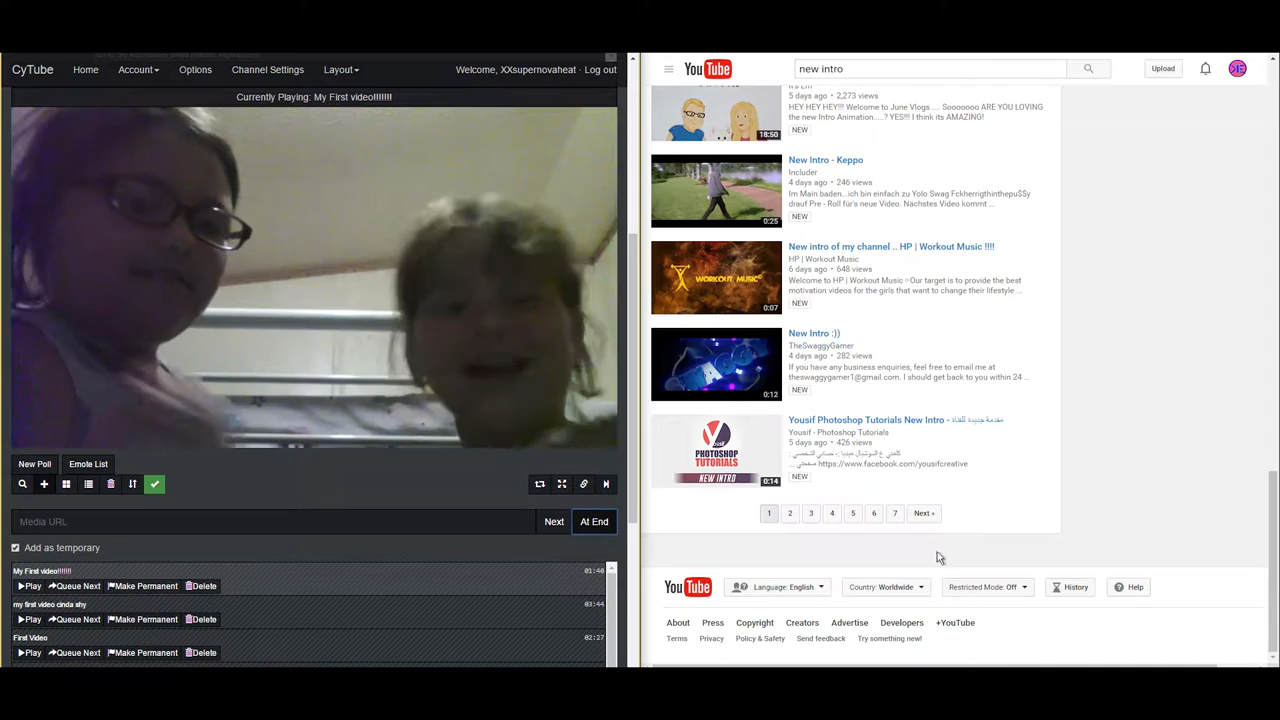 CyTube
Home
Account
Options
Channel Settings
Layout
Welcome, XXsupernovaheat
Log out
Currently Playing: My First video!!!!!!!
New Poll
Emote List
Media URL
Next
At End
Add as temporary
My First video!!!!!!!
01:40
Play
Queue Next
Make Permanent
Delete
my first video cinda shy
03:44
Play
Queue Next
Make Permanent
Delete
First Video
02:27
Play
Queue Next
Make Permanent
Delete
YouTube
new intro
Upload
5 days ago • 2,273 views
HEY HEY HEY!!! Welcome to June Vlogs..... Sooooooo ARE YOU LOVING
the new Intro Animation.....? YES!!! I think its AMAZING!
NEW
18:50
New Intro - Keppo
Includer
4 days ago • 246 views
Im Main baden...ich bin einfach zu Yolo Swag Fckherrigthinthepu$$y
drauf Pre - Roll für's neue Video. Nächstes Video kommt ...
NEW
0:25
New intro of my channel .. HP | Workout Music !!!!
HP | Workout Music
6 days ago • 648 views
Welcome to HP | Workout Music ▹Our target is to provide the best
motivation videos for the girls that want to change their lifestyle ...
NEW
WORKOUT MUSIC
0:07
New Intro :))
TheSwaggyGamer
4 days ago • 282 views
If you have any business enquiries, feel free to email me at
theswaggygamer1@gmail.com. I should get back to you within 24 ...
NEW
0:12
Yousif Photoshop Tutorials New Intro - مقدمة جديدة للقناة
Yousif - Photoshop Tutorials
5 days ago • 426 views
https://www.facebook.com/yousifcreative
NEW
PHOTOSHOP
TUTORIALS
NEW INTRO
0:14
1 2 3 4 5 6 7 Next »
YouTube
Language: English
Country: Worldwide
Restricted Mode: Off
History
Help
About
Press
Copyright
Creators
Advertise
Developers
+YouTube
Terms
Privacy
Policy & Safety
Send feedback
Try something new!